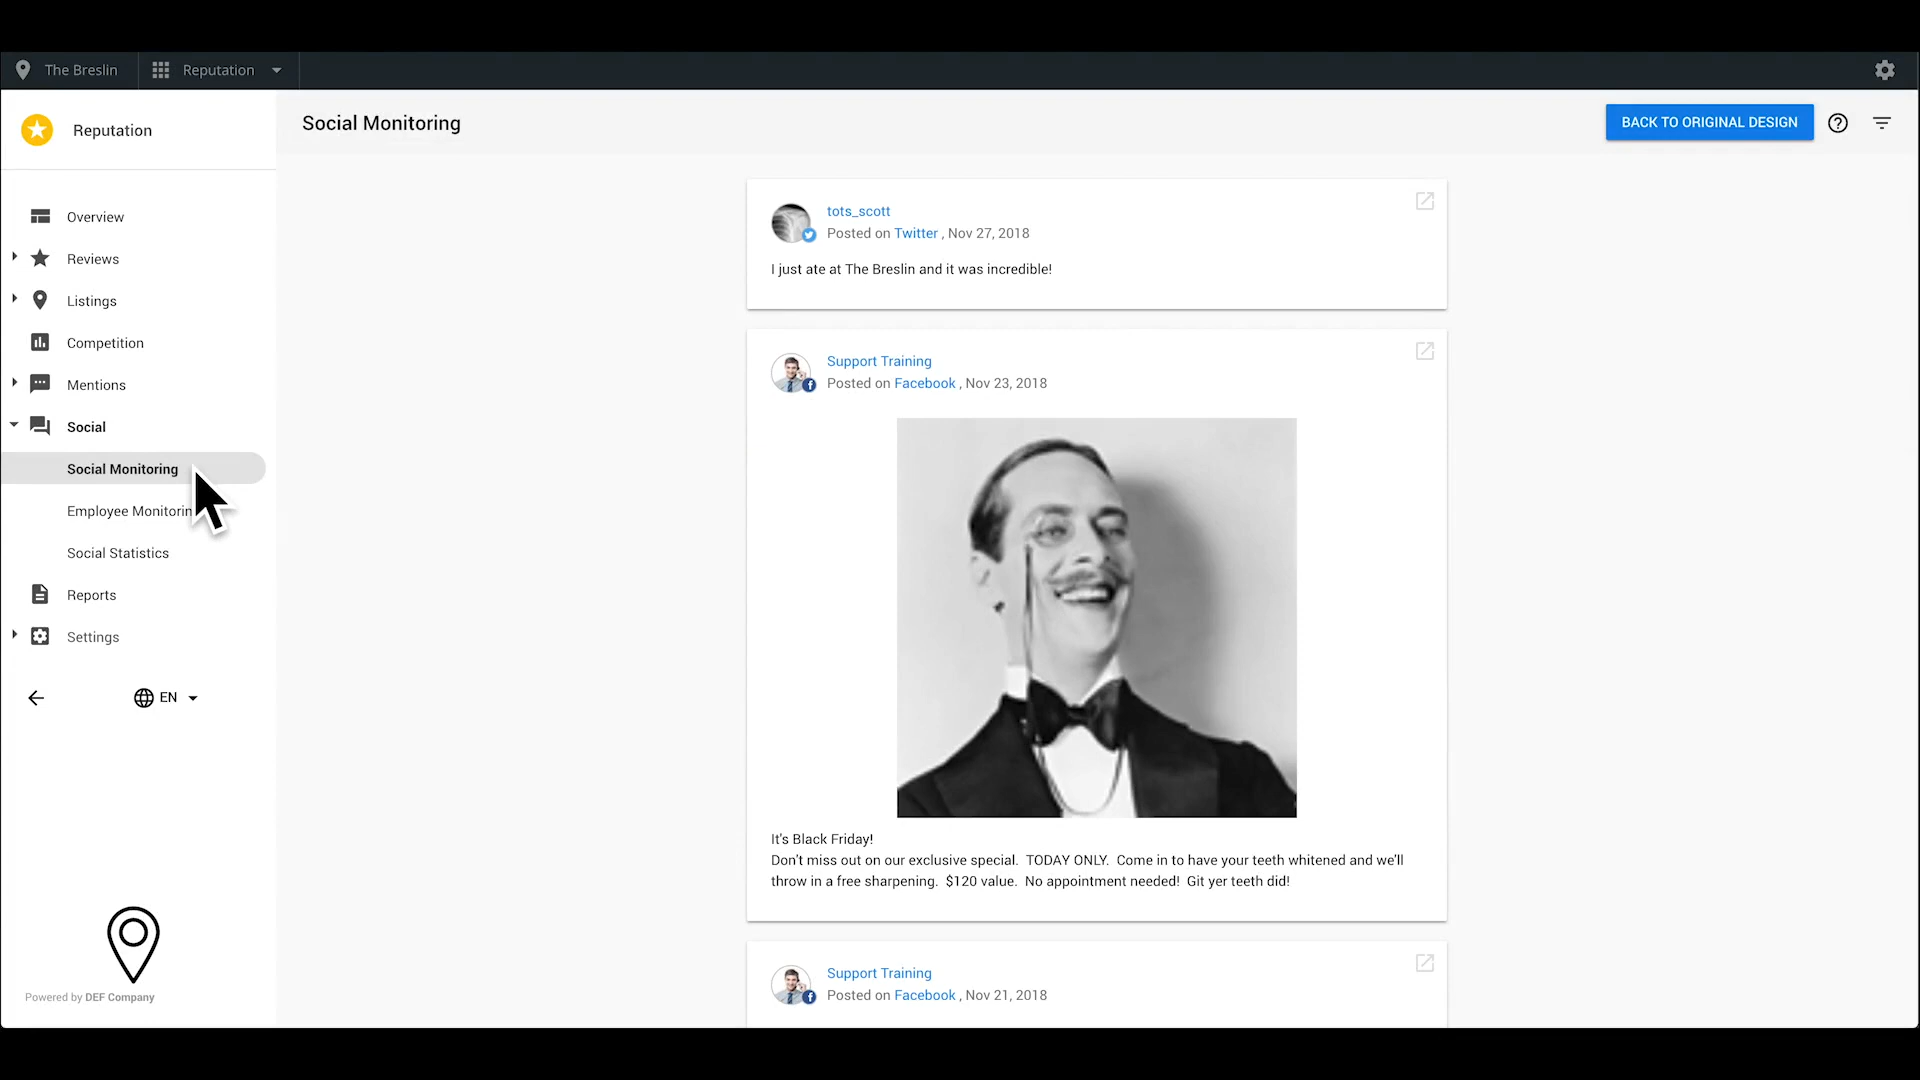 The Breslin
Reputation
Reputation
Social Monitoring
BACK TO ORIGINAL DESIGN
Overview
Reviews
Listings
Competition
Mentions
Social
Social Monitoring
Employee Monitorin
Social Statistics
Reports
Settings
EN
Powered by DEF Company
tots_scott
Posted on Twitter , Nov 27, 2018
I just ate at The Breslin and it was incredible!
Support Training
Posted on Facebook , Nov 23, 2018
It's Black Friday!
Don't miss out on our exclusive special. TODAY ONLY. Come in to have your teeth whitened and we'll
throw in a free sharpening. $120 value. No appointment needed! Git yer teeth did!
Support Training
Posted on Facebook , Nov 21, 2018